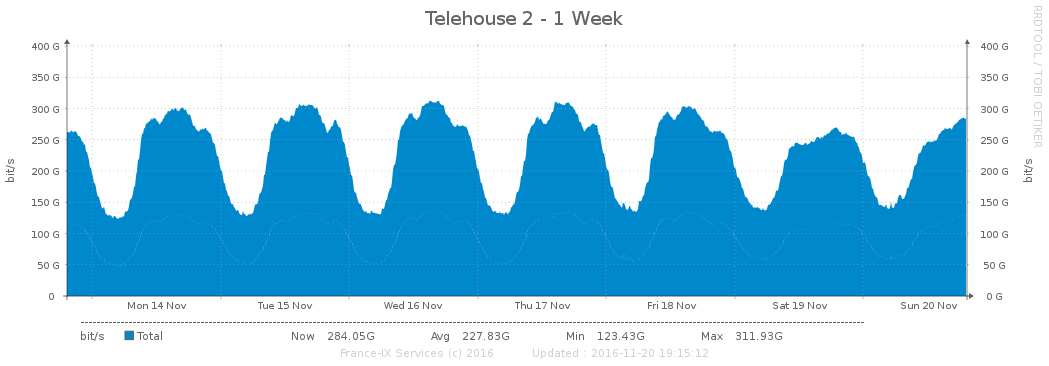 Telehouse 2 - 1 Week
RRDTOOL / TOBI OETIKER
400 G 400 G
350 G 350 G
300 G 300 G
250 G 250 G
200 G 200 G
150 G 150 G
100 G 100 G
50 G 50 G
0 0 G
bit/s bit/s
Mon 14 Nov Tue 15 Nov Wed 16 Nov Thu 17 Nov Fri 18 Nov Sat 19 Nov Sun 20 Nov
bit/s Total Now 284.05G Avg 227.83G Min 123.43G Max 311.93G
France-IX Services (c) 2016 Updated : 2016-11-20 19:15:12